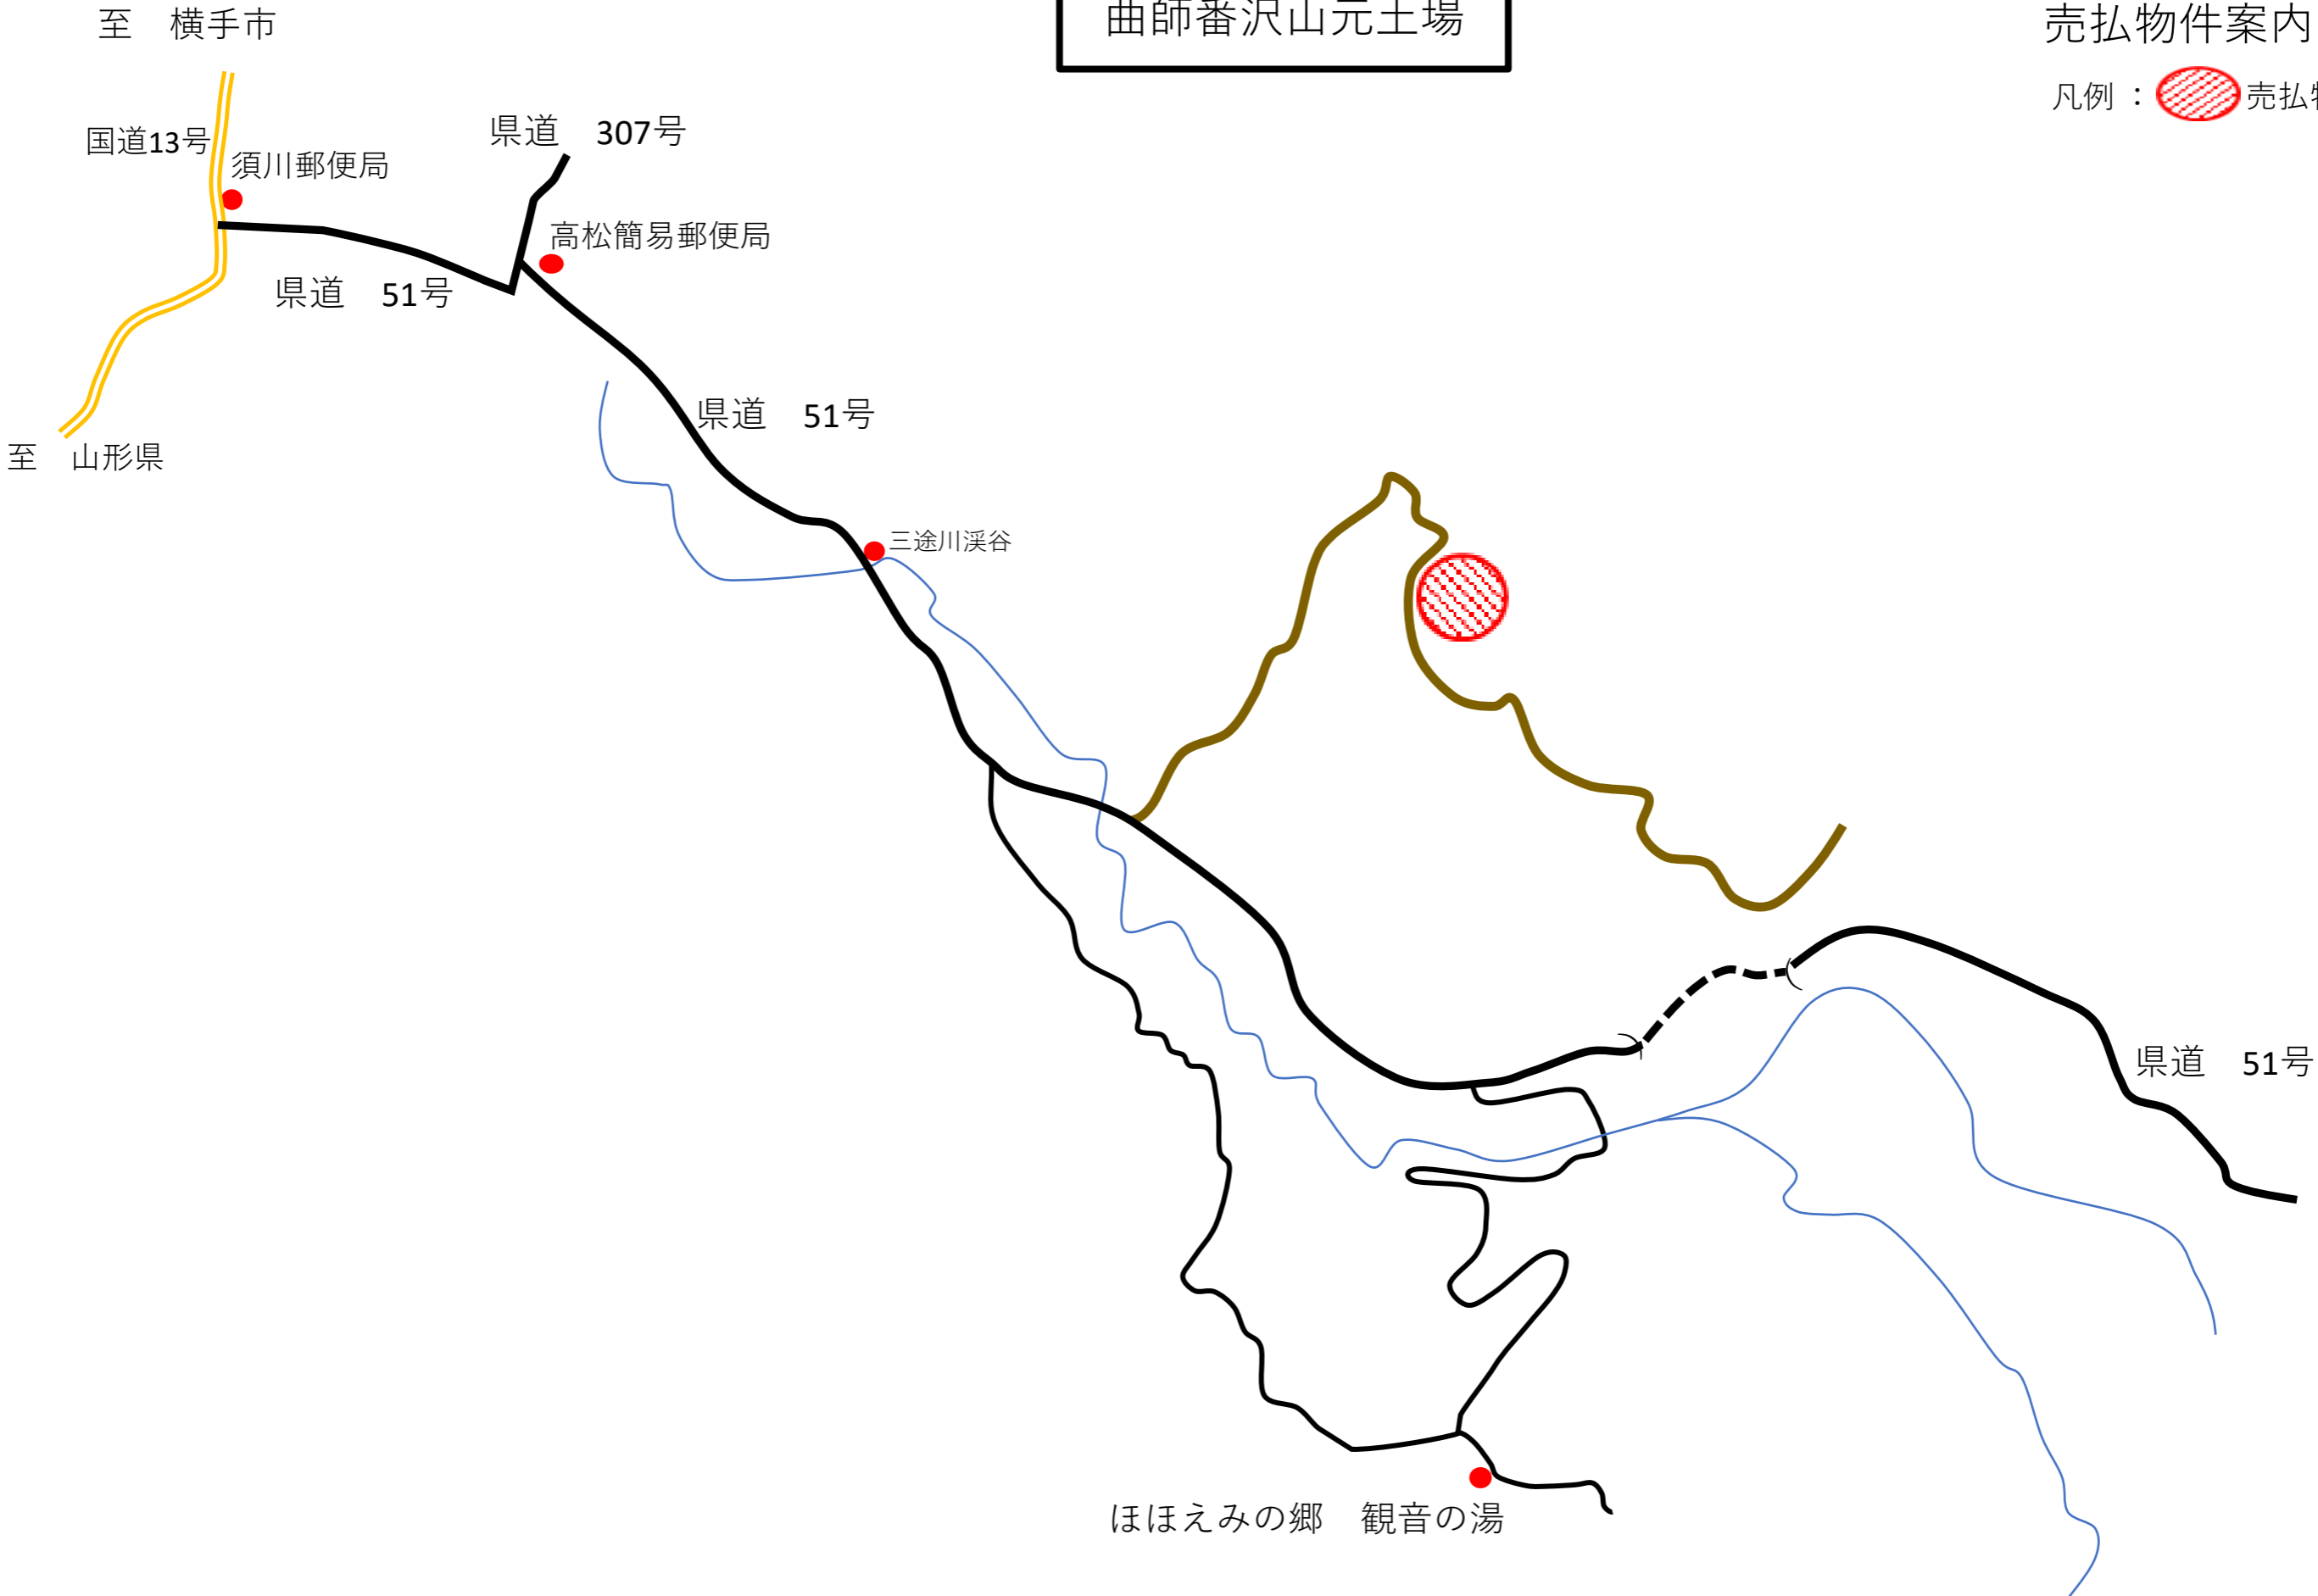 曲師番沢山元土場
売払物件案内
凡例 ： 売払
至　横手市
国道13号
須川郵便局
県道　307号
高松簡易郵便局
県道　51号
至　山形県
県道　51号
三途川渓谷
県道　51号
ほほえみの郷　観音の湯